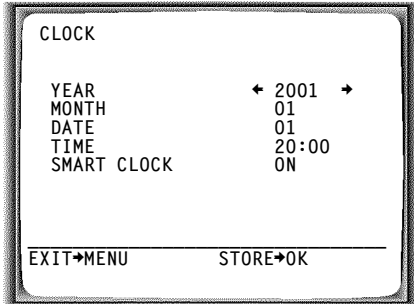 CLOCK
YEAR ← 2001 →
MONTH 01
DATE 01
TIME 20:00
SMART CLOCK ON
EXIT→MENU STORE→OK